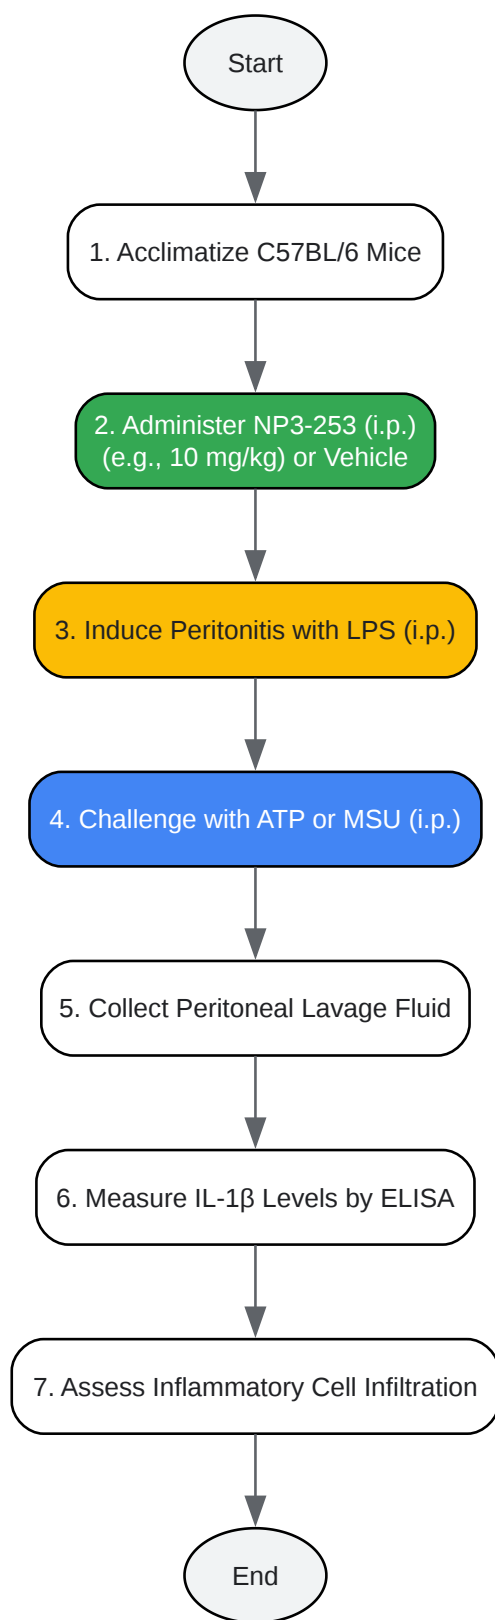 Start
1. Acclimatize C57BL/6 Mice
2. Administer NP3-253 (i.p.)
(e.g., 10 mg/kg) or Vehicle
3. Induce Peritonitis with LPS (i.p.)
4. Challenge with ATP or MSU (i.p.)
5. Collect Peritoneal Lavage Fluid
6. Measure IL-1β Levels by ELISA
7. Assess Inflammatory Cell Infiltration
End